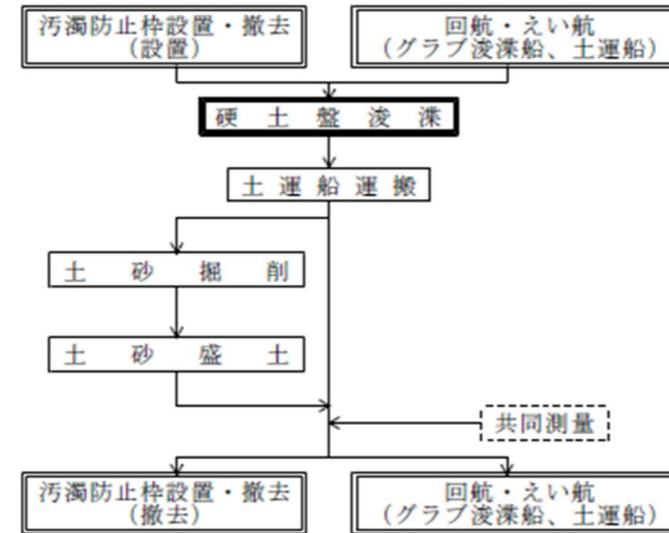 汚濁防止枠設置・撤去
(設置)
回航・えい航
(グラブ浚渫船、土運船)
硬土盤浚渫
土運船運搬
土砂掘削
土砂盛土
共同測量
汚濁防止枠設置・撤去
(撤去)
回航・えい航
(グラブ浚渫船、土運船)